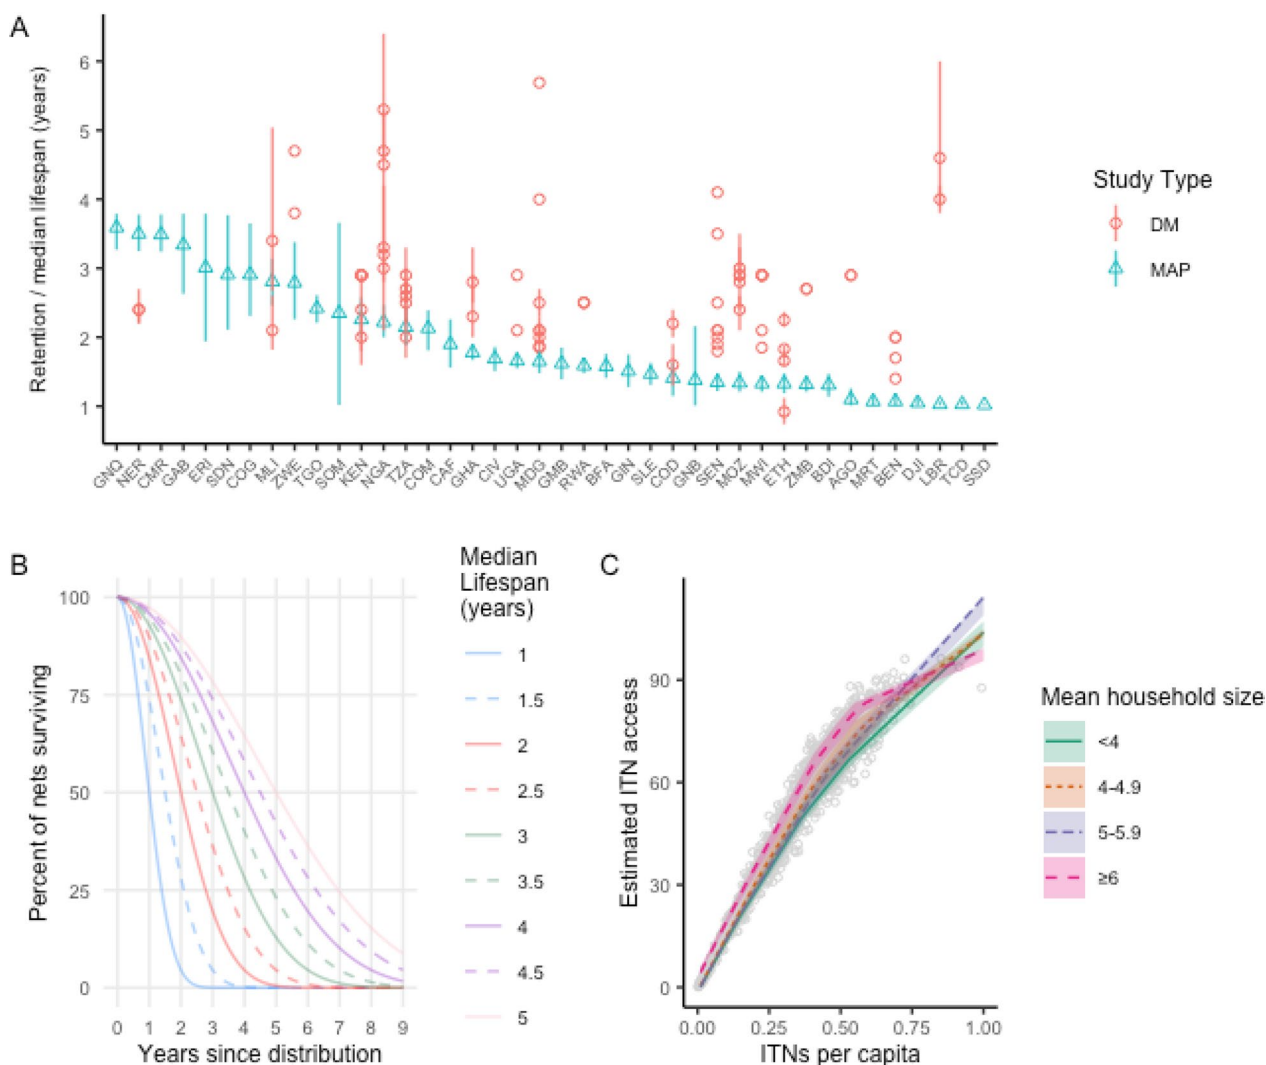 A
Retention / median lifespan (years)
6
5
4
3
2
1
GNQ NER CMR GAB ERI SDN COG MLI ZWE TGO SOM KEN NGA TZA COM CAF GHA CIV UGA MDG GMB RWA BFA GIN SLE COD GNB SEN MOZ MWI ETH ZMB BDI AGO MRT BEN DJI LBR TCD SSD
Study Type
DM
MAP
B
Percent of nets surviving
100
75
50
25
0
0 1 2 3 4 5 6 7 8 9
Years since distribution
Median
Lifespan
(years)
1
1.5
2
2.5
3
3.5
4
4.5
5
C
Estimated ITN access
90
60
30
0
0.00 0.25 0.50 0.75 1.00
ITNs per capita
Mean household size
<4
4-4.9
5-5.9
≥6